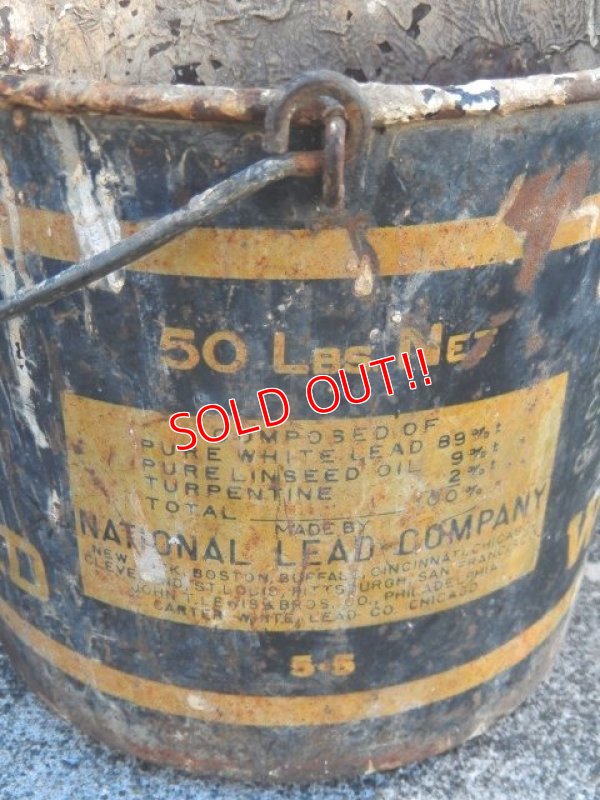 50 LBS NET
SOLD OUT!!
COMPOSED OF
PURE WHITE LEAD 89 %
PURE LINSEED OIL 9 %
TURPENTINE 2 %
TOTAL 100 %
MADE BY
NATIONAL LEAD COMPANY
NEW YORK, BOSTON, BUFFALO, CINCINNATI, CHICAGO
CLEVELAND, ST. LOUIS, PITTSBURGH, SAN FRANCISCO
JOHN T. LEWIS & BROS. CO. PHILADELPHIA
CARTER WHITE LEAD CO. CHICAGO
5-5